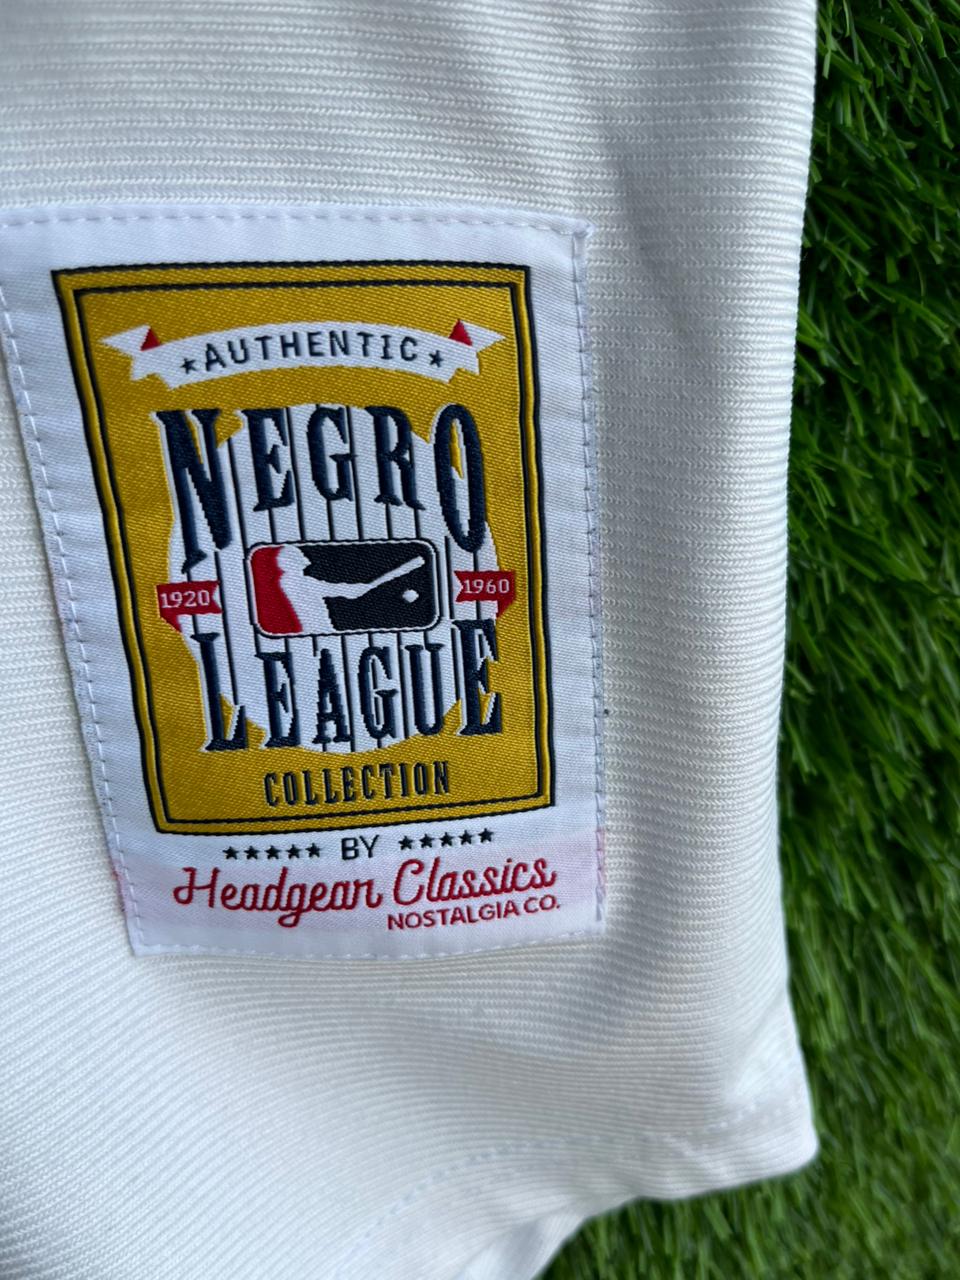 ★AUTHENTIC★
NEGRO
1920 1960
LEAGUE
COLLECTION
★★★★★ BY ★★★★★
Headgear Classics
NOSTALGIA CO.